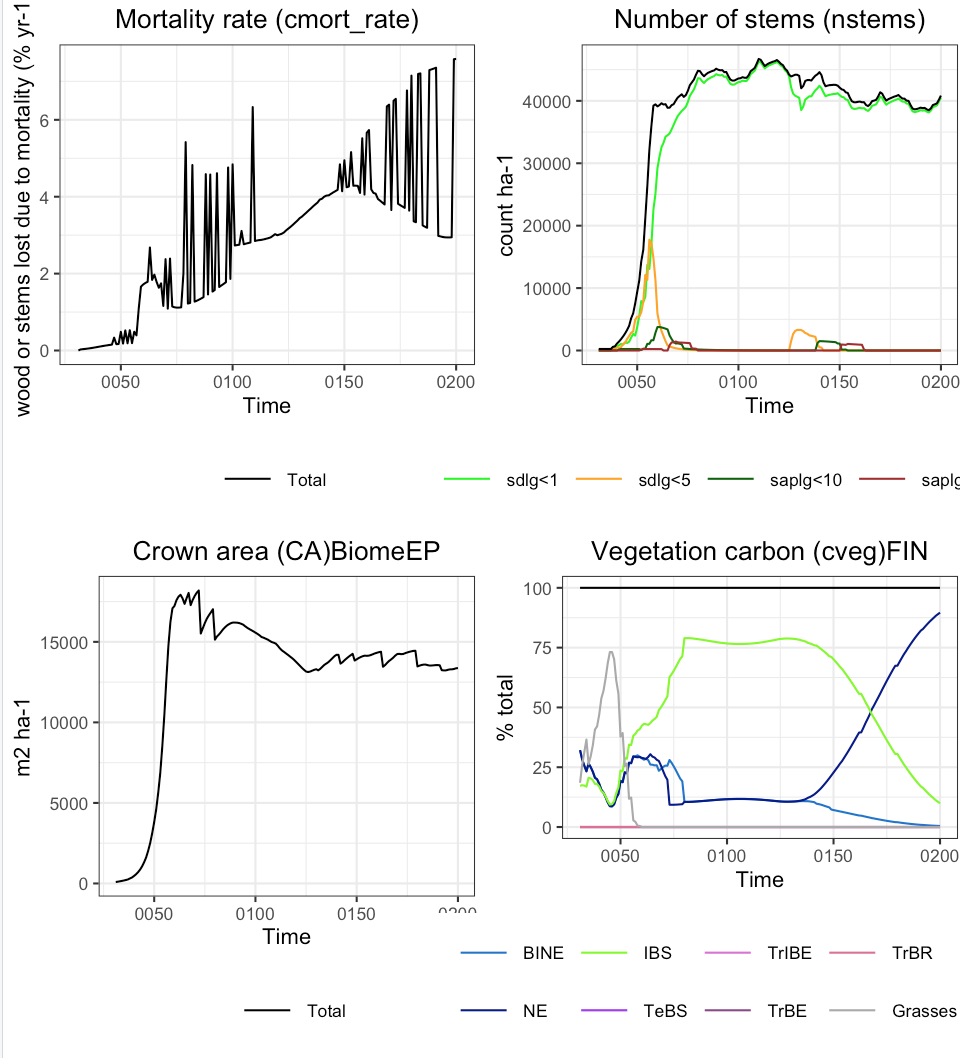 Mortality rate (cmort_rate)
wood or stems lost due to mortality (% yr-1
6
4
2
0
0050 0100 0150 0200
Time
Total
Number of stems (nstems)
count ha-1
40000
30000
20000
10000
0
0050 0100 0150 0200
Time
sdlg<1 sdlg<5 saplg<10 saplg
Crown area (CA)BiomeEP
m2 ha-1
15000
10000
5000
0
0050 0100 0150 0200
Time
Total
Vegetation carbon (cveg)FIN
% total
100
75
50
25
0
0050 0100 0150 0200
Time
BINE IBS TrIBE TrBR
NE TeBS TrBE Grasses